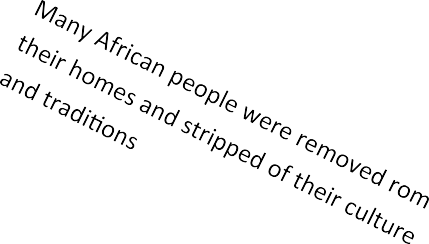 Many African people were removed rom
their homes and stripped of their culture
and traditions